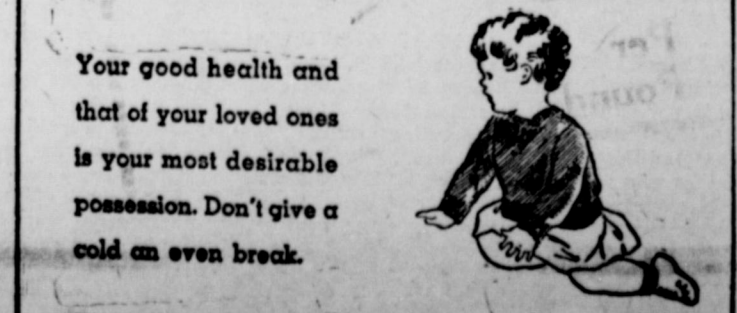 Your good health and
that of your loved ones
is your most desirable
possession. Don't give a
cold an even break.